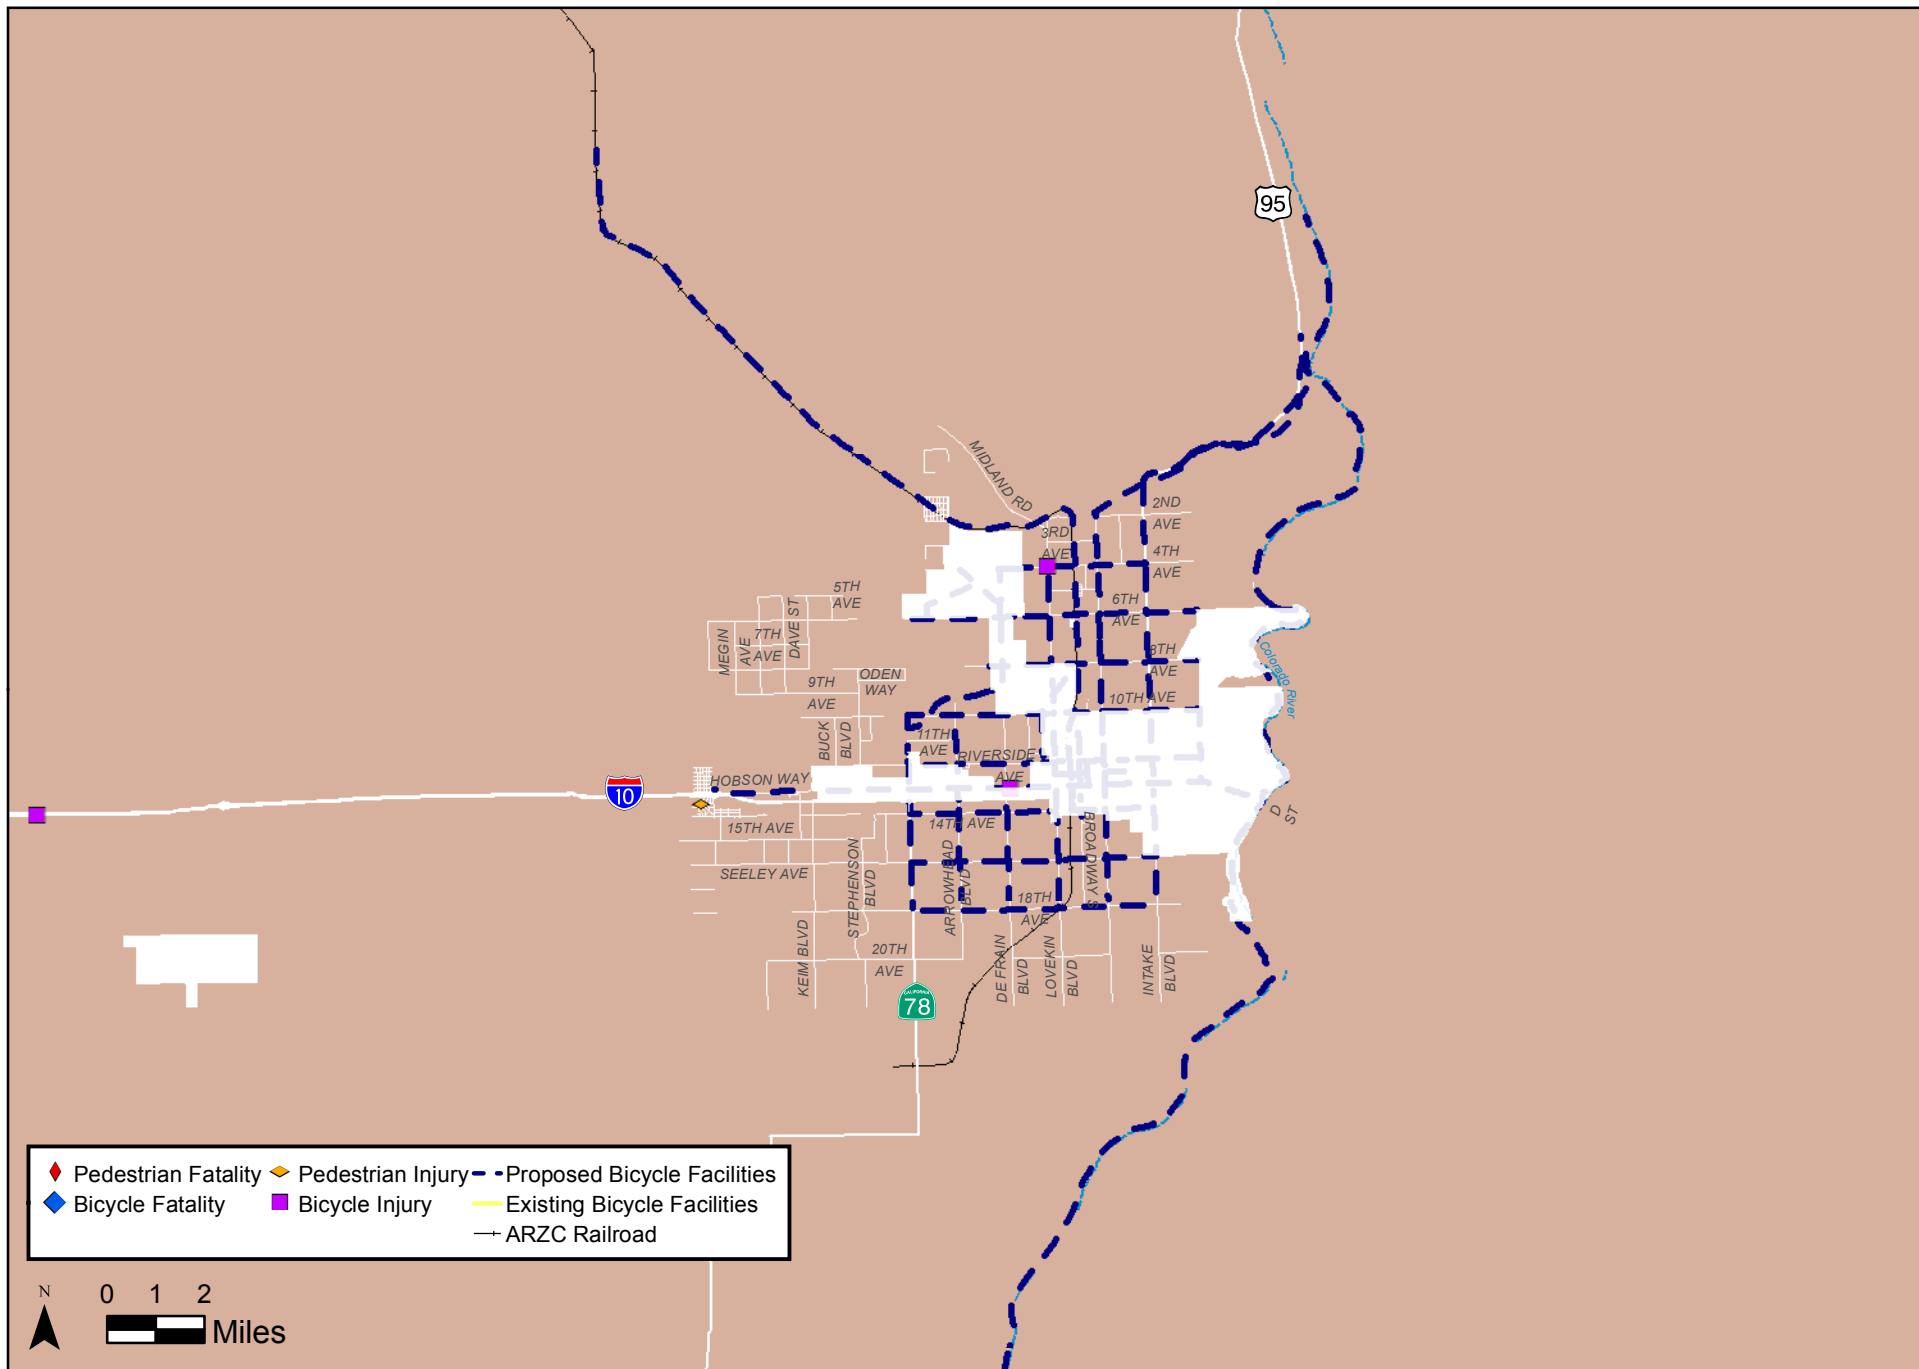 95
MIDLAND RD
2ND
AVE
3RD
AVE
4TH
AVE
5TH
AVE
6TH
AVE
DAVE ST
7TH
AVE
MEGIN
AVE
8TH
AVE
Colorado River
ODEN
WAY
9TH
AVE
10TH AVE
BUCK
BLVD
11TH
AVE
RIVERSIDE
AVE
HOBSON WAY
10
D
ST
15TH AVE
14TH AVE
BROADWAY S
SEELEY AVE
STEPHENSON
BLVD
ARROWHEAD
BLVD
18TH
AVE
KEIM BLVD
20TH
AVE
DE FRAIN
BLVD
LOVEKIN
BLVD
INTAKE
BLVD
CALIFORNIA
78
Pedestrian Fatality
Pedestrian Injury
Proposed Bicycle Facilities
Bicycle Fatality
Bicycle Injury
Existing Bicycle Facilities
ARZC Railroad
N
0 1 2
Miles